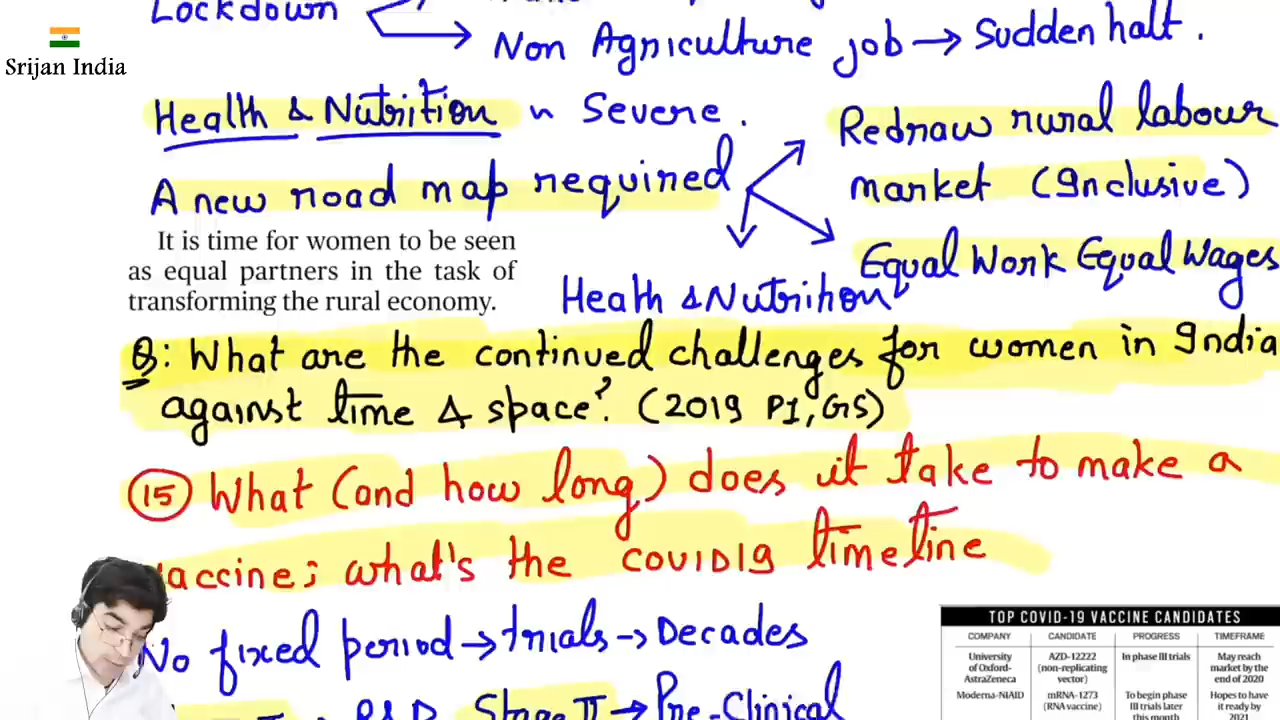 Lockdown
Non Agriculture job → Sudden halt.
Srijan India
Health & Nutrition " Severe.
Redraw rural labour
market (Inclusive)
A new road map required
Equal Work Equal Wages
Health & Nutrition
It is time for women to be seen
as equal partners in the task of
transforming the rural economy.
Q: What are the continued challenges for women in India
against time & space? (2019 P1, GS)
15 What (and how long) does it take to make a
vaccine; what's the COVID19 timeline
No fixed period → trials → Decades
R&D Stage II → Pre-Clinical
TOP COVID-19 VACCINE CANDIDATES
COMPANY CANDIDATE PROGRESS TIMEFRAME
University of Oxford-AstraZeneca AZD-12222 (non-replicating vector) In phase III trials May reach market by the end of 2020
Moderna-NIAID mRNA-1273 (RNA vaccine) To begin phase III trials later this month Hopes to have it ready by 2021